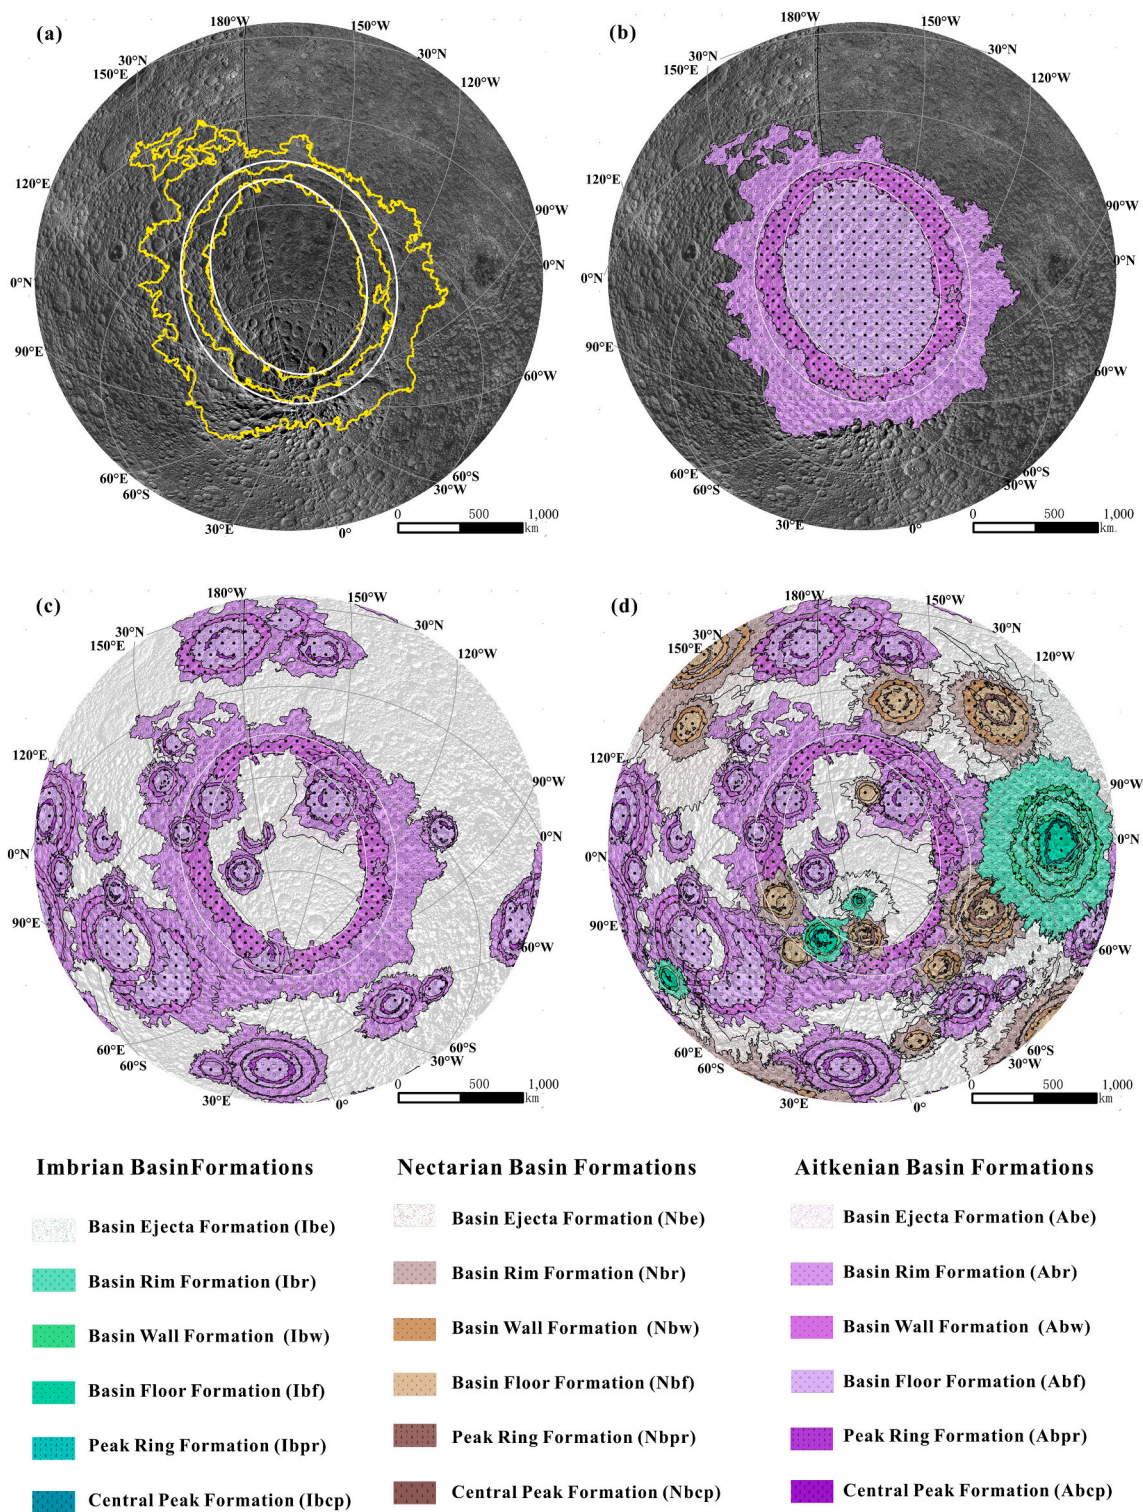 (a)
180°W
150°W
30°N
30°N
150°E
120°W
120°E
90°W
0°N
0°N
90°E
60°W
60°E
60°S
60°S
30°W
30°E
0°
0 500 1,000
km
(b)
180°W
150°W
30°N
30°N
150°E
120°W
120°E
90°W
0°N
0°N
90°E
60°W
60°E
60°S
60°S
30°W
30°E
0°
0 500 1,000
km
(c)
180°W
150°W
30°N
30°N
150°E
120°W
120°E
90°W
0°N
0°N
90°E
60°W
60°E
60°S
60°S
30°W
30°E
0°
0 500 1,000
km
(d)
180°W
150°W
30°N
30°N
150°E
120°W
120°E
90°W
0°N
0°N
90°E
60°W
60°E
60°S
60°S
30°W
30°E
0°
0 500 1,000
km
Imbrian BasinFormations
Basin Ejecta Formation (Ibe)
Basin Rim Formation (Ibr)
Basin Wall Formation (Ibw)
Basin Floor Formation (Ibf)
Peak Ring Formation (Ibpr)
Central Peak Formation (Ibcp)
Nectarian Basin Formations
Basin Ejecta Formation (Nbe)
Basin Rim Formation (Nbr)
Basin Wall Formation (Nbw)
Basin Floor Formation (Nbf)
Peak Ring Formation (Nbpr)
Central Peak Formation (Nbcp)
Aitkenian Basin Formations
Basin Ejecta Formation (Abe)
Basin Rim Formation (Abr)
Basin Wall Formation (Abw)
Basin Floor Formation (Abf)
Peak Ring Formation (Abpr)
Central Peak Formation (Abcp)